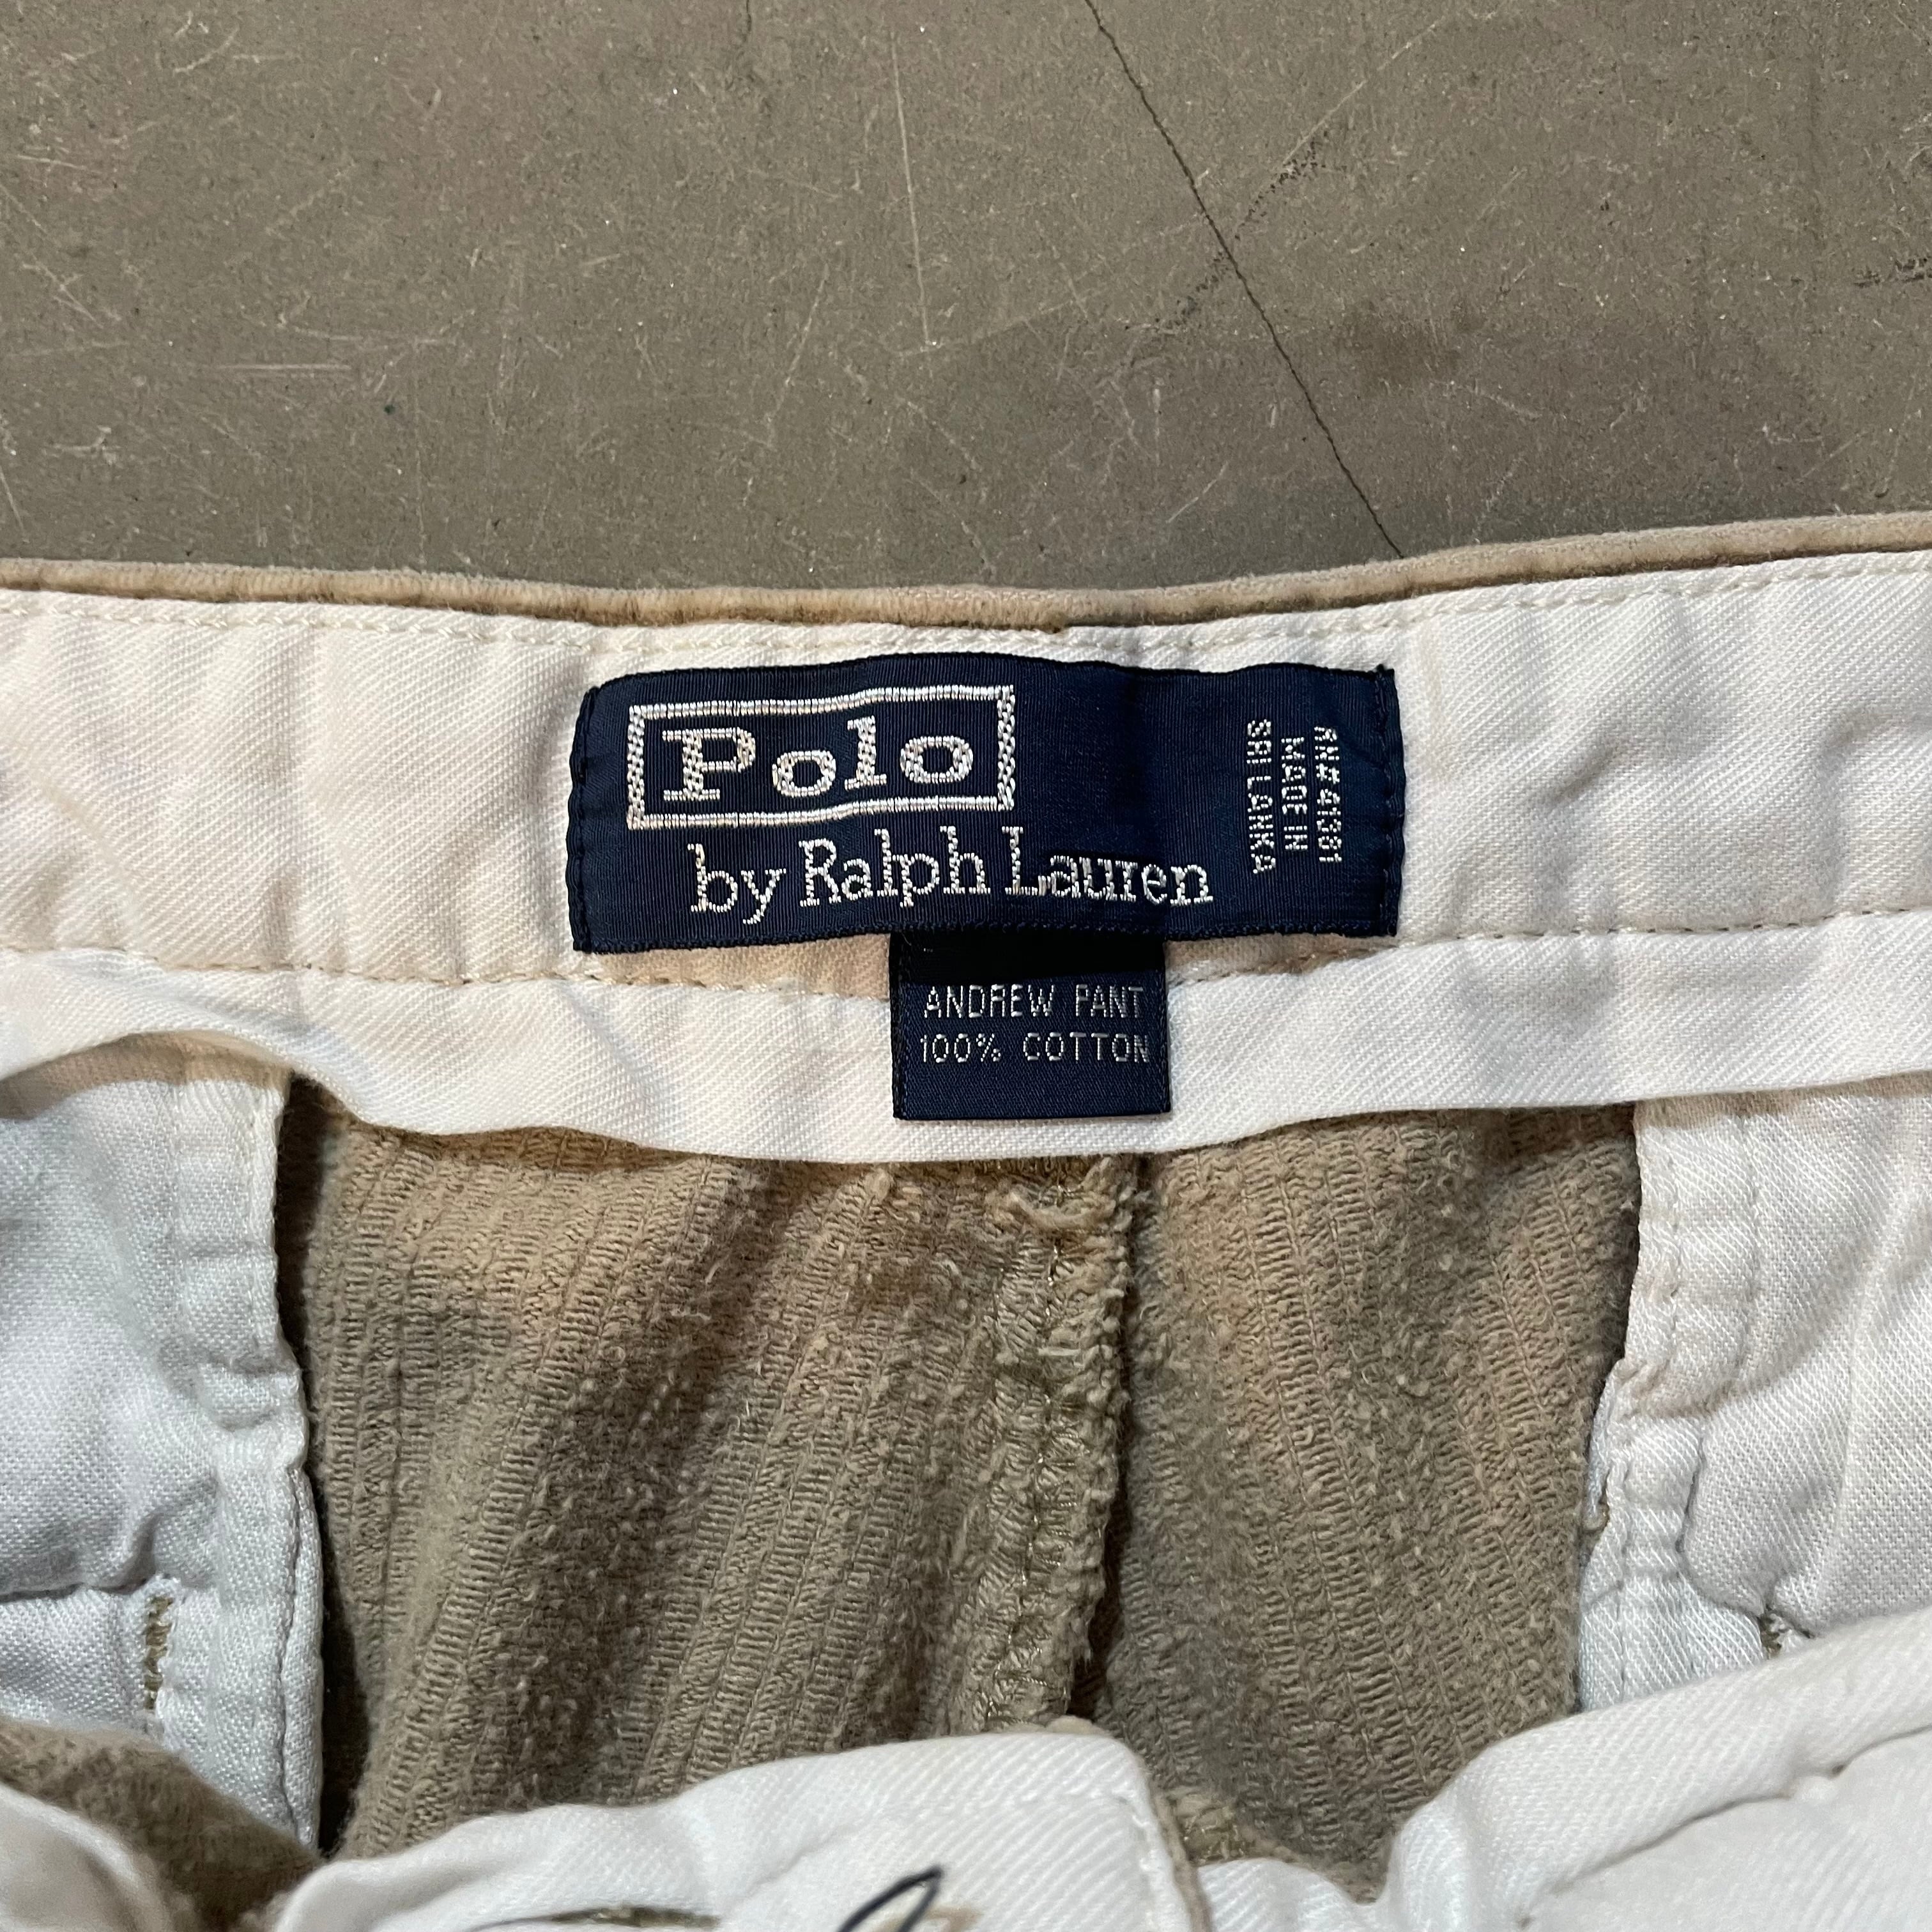 Polo
by Ralph Lauren
RN# 41381
MADE IN
SRI LANKA
ANDREW PANT
100% COTTON